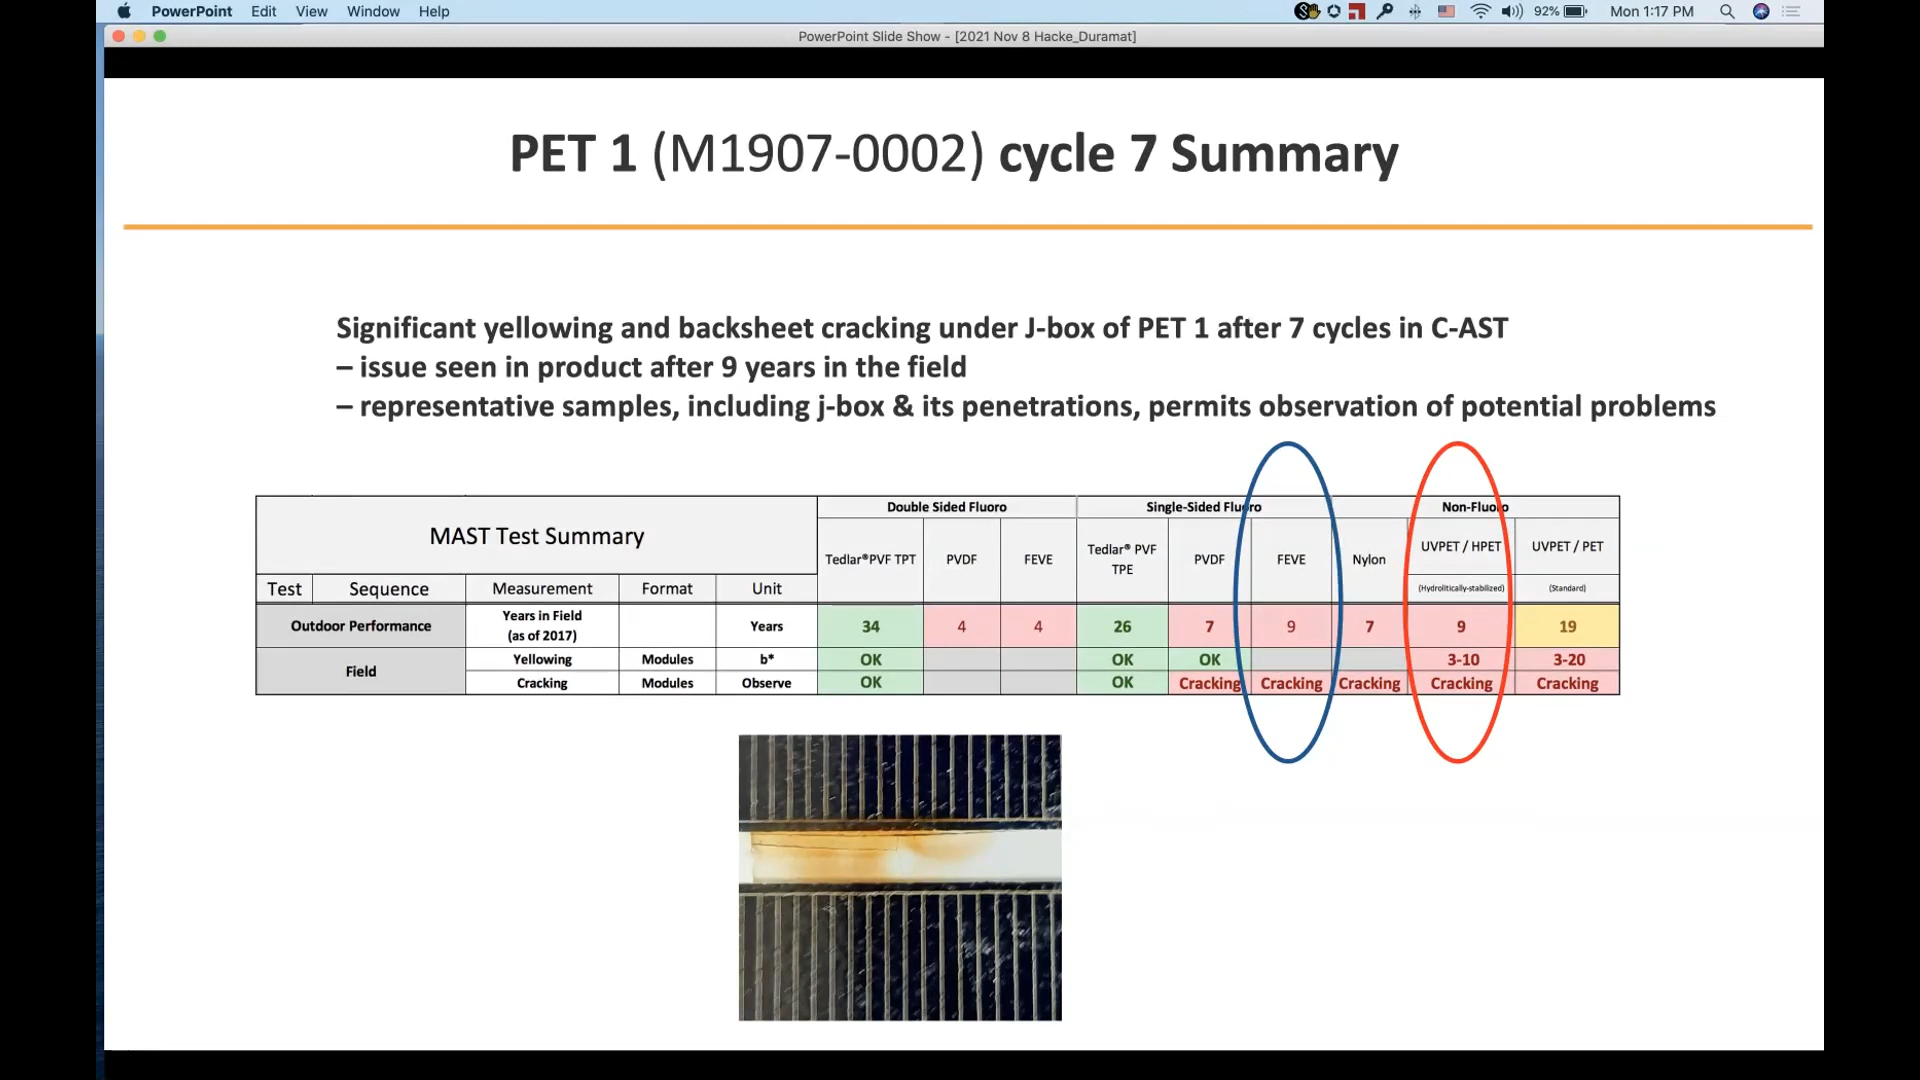 PowerPoint Edit View Window Help 92% Mon 1:17 PM
PowerPoint Slide Show - [2021 Nov 8 Hacke_Duramat]
PET 1 (M1907-0002) cycle 7 Summary
Significant yellowing and backsheet cracking under J-box of PET 1 after 7 cycles in C-AST
– issue seen in product after 9 years in the field
– representative samples, including j-box & its penetrations, permits observation of potential problems
MAST Test Summary
Double Sided Fluoro Single-Sided Fluoro Non-Fluoro
Tedlar®PVF TPT PVDF FEVE Tedlar® PVF TPE PVDF FEVE Nylon UVPET / HPET UVPET / PET
(Hydrolitically-stabilized) (Standard)
Test Sequence Measurement Format Unit
Outdoor Performance Years in Field (as of 2017) Years 34 4 4 26 7 9 7 9 19
Field
Yellowing Modules b* OK OK OK 3-10 3-20
Cracking Modules Observe OK OK Cracking Cracking Cracking Cracking Cracking